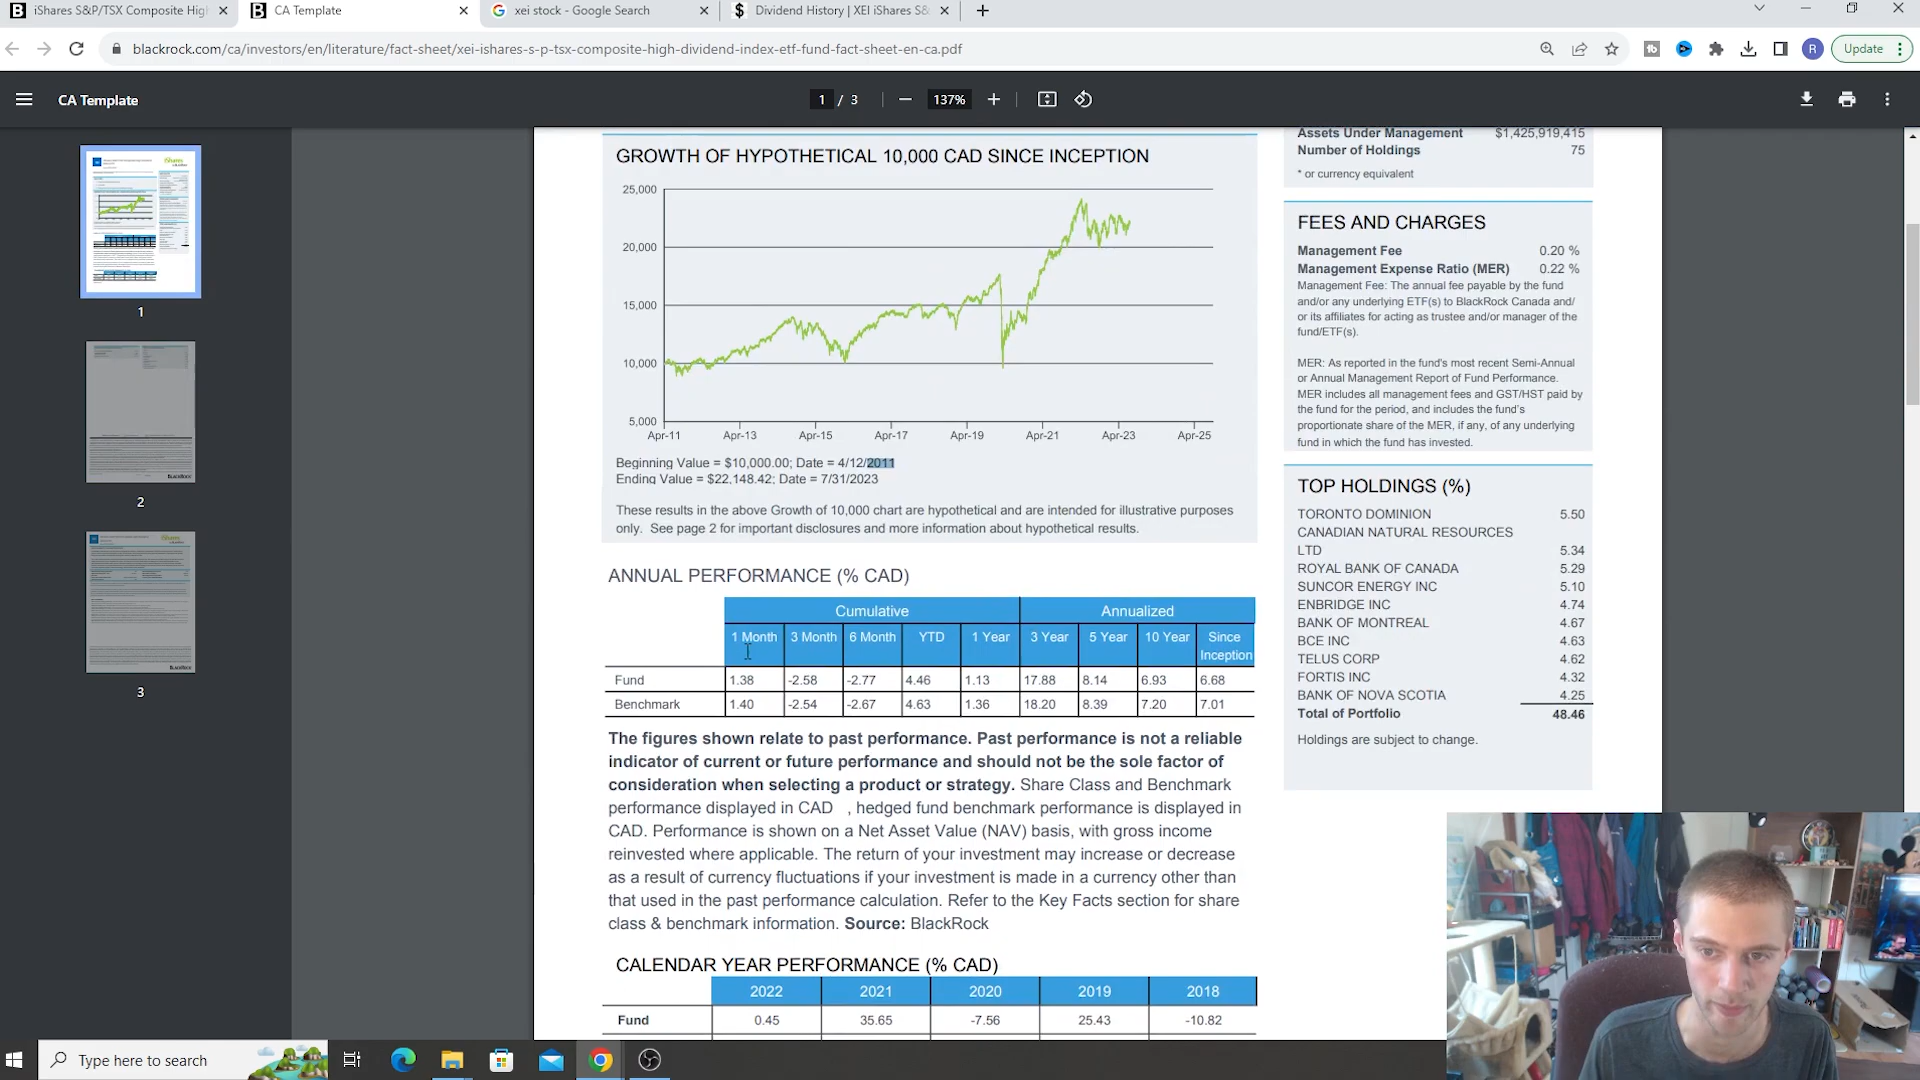 iShares S&P/TSX Composite High
CA Template
xei stock - Google Search
Dividend History | XEI iShares S&
blackrock.com/ca/investors/en/literature/fact-sheet/xei-ishares-s-p-tsx-composite-high-dividend-index-etf-fund-fact-sheet-en-ca.pdf
R
Update
CA Template
1 / 3
137%
1
2
3
GROWTH OF HYPOTHETICAL 10,000 CAD SINCE INCEPTION
25,000
20,000
15,000
10,000
5,000
Apr-11 Apr-13 Apr-15 Apr-17 Apr-19 Apr-21 Apr-23 Apr-25
Beginning Value = $10,000.00; Date = 4/12/2011
Ending Value = $22,148.42; Date = 7/31/2023
These results in the above Growth of 10,000 chart are hypothetical and are intended for illustrative purposes
only. See page 2 for important disclosures and more information about hypothetical results.
ANNUAL PERFORMANCE (% CAD)
Cumulative Annualized
1 Month 3 Month 6 Month YTD 1 Year 3 Year 5 Year 10 Year Since
Inception
Fund 1.38 -2.58 -2.77 4.46 1.13 17.88 8.14 6.93 6.68
Benchmark 1.40 -2.54 -2.67 4.63 1.36 18.20 8.39 7.20 7.01
The figures shown relate to past performance. Past performance is not a reliable
indicator of current or future performance and should not be the sole factor of
consideration when selecting a product or strategy. Share Class and Benchmark
performance displayed in CAD , hedged fund benchmark performance is displayed in
CAD. Performance is shown on a Net Asset Value (NAV) basis, with gross income
reinvested where applicable. The return of your investment may increase or decrease
as a result of currency fluctuations if your investment is made in a currency other than
that used in the past performance calculation. Refer to the Key Facts section for share
class & benchmark information. Source: BlackRock
CALENDAR YEAR PERFORMANCE (% CAD)
2022 2021 2020 2019 2018
Fund 0.45 35.65 -7.56 25.43 -10.82
Assets Under Management $1,425,919,415
Number of Holdings 75
* or currency equivalent
FEES AND CHARGES
Management Fee 0.20 %
Management Expense Ratio (MER) 0.22 %
Management Fee: The annual fee payable by the fund
and/or any underlying ETF(s) to BlackRock Canada and/
or its affiliates for acting as trustee and/or manager of the
fund/ETF(s).
MER: As reported in the fund's most recent Semi-Annual
or Annual Management Report of Fund Performance.
MER includes all management fees and GST/HST paid by
the fund for the period, and includes the fund's
proportionate share of the MER, if any, of any underlying
fund in which the fund has invested.
TOP HOLDINGS (%)
TORONTO DOMINION 5.50
CANADIAN NATURAL RESOURCES
LTD 5.34
ROYAL BANK OF CANADA 5.29
SUNCOR ENERGY INC 5.10
ENBRIDGE INC 4.74
BANK OF MONTREAL 4.67
BCE INC 4.63
TELUS CORP 4.62
FORTIS INC 4.32
BANK OF NOVA SCOTIA 4.25
Total of Portfolio 48.46
Holdings are subject to change.
Type here to search